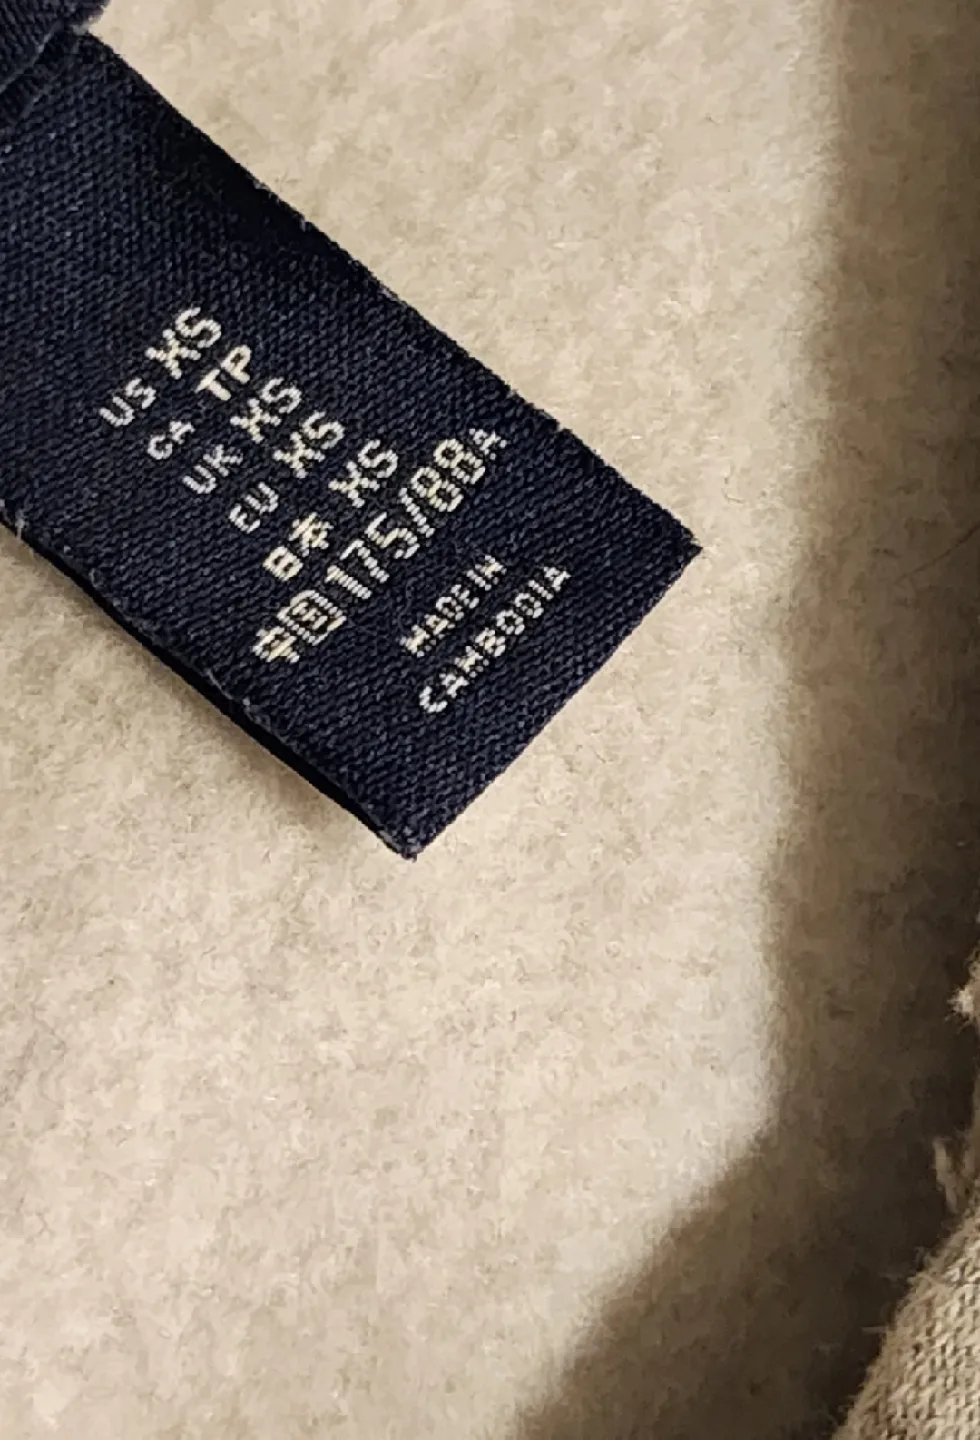 US XS
CA TP
UK XS
EU XS
日本 XS
中国 175/88A
MADE IN
CAMBODIA